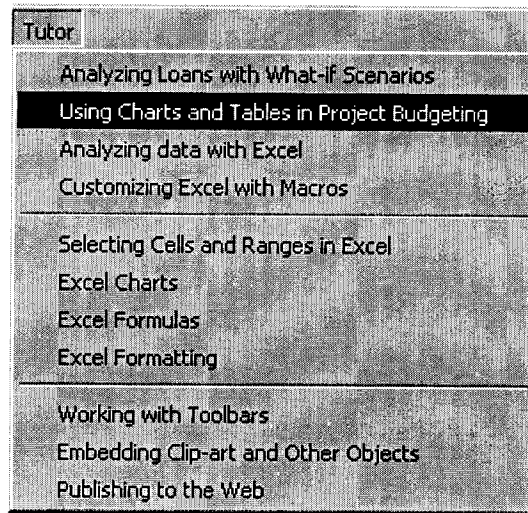 Tutor
Analyzing Loans with What-if Scenarios
Using Charts and Tables in Project Budgeting
Analyzing data with Excel
Customizing Excel with Macros
Selecting Cells and Ranges in Excel
Excel Charts
Excel Formulas
Excel Formatting
Working with Toolbars
Embedding Clip-art and Other Objects
Publishing to the Web